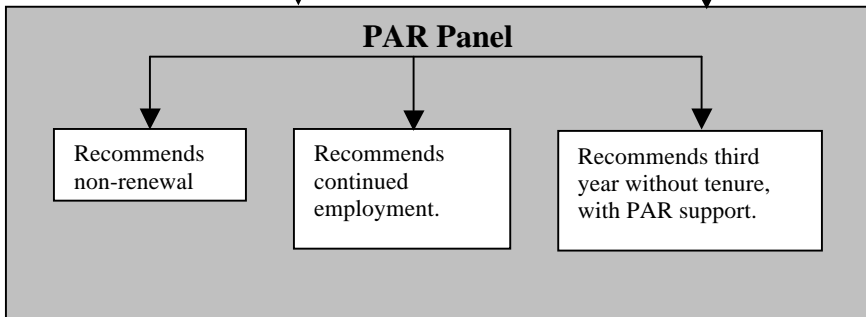 PAR Panel
Recommends
non-renewal
Recommends
continued
employment.
Recommends third
year without tenure,
with PAR support.